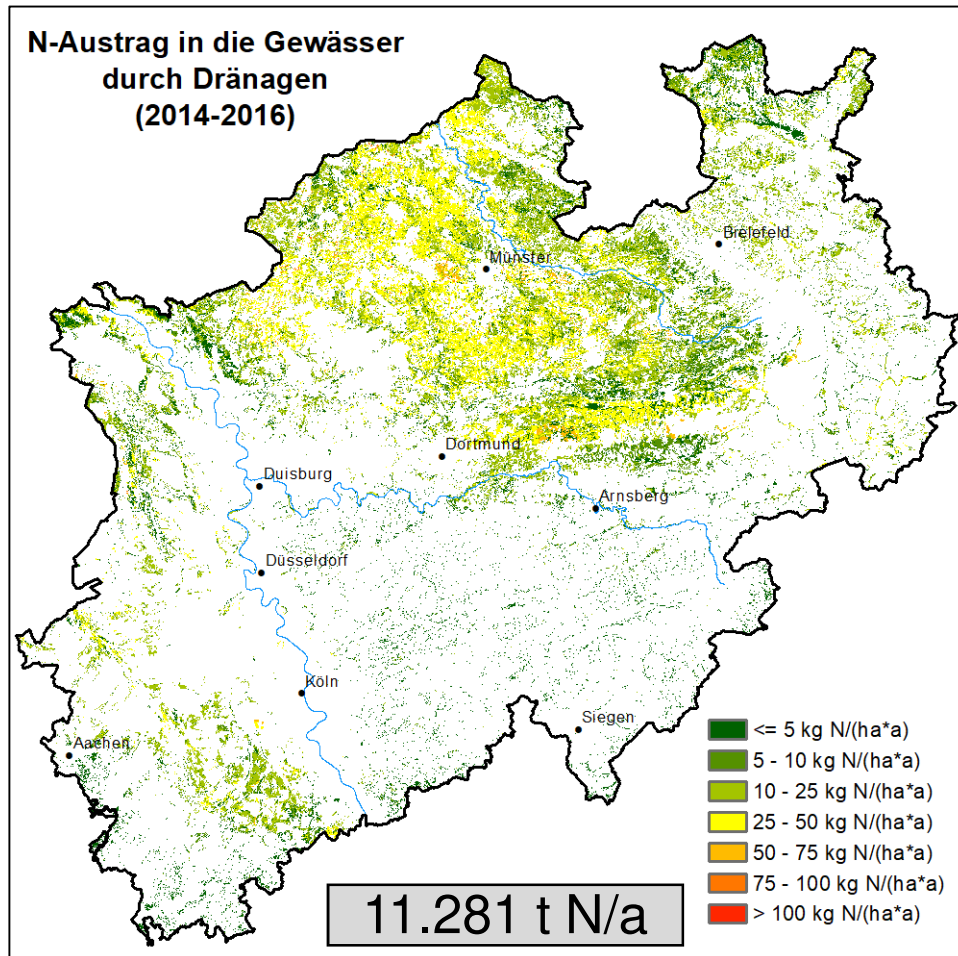 N-Austrag in die Gewässer
durch Dränagen
(2014-2016)
Bielefeld
Münster
Dortmund
Duisburg
Arnsberg
Düsseldorf
Köln
Siegen
Aachen
<= 5 kg N/(ha*a)
5 - 10 kg N/(ha*a)
10 - 25 kg N/(ha*a)
25 - 50 kg N/(ha*a)
50 - 75 kg N/(ha*a)
75 - 100 kg N/(ha*a)
> 100 kg N/(ha*a)
11.281 t N/a